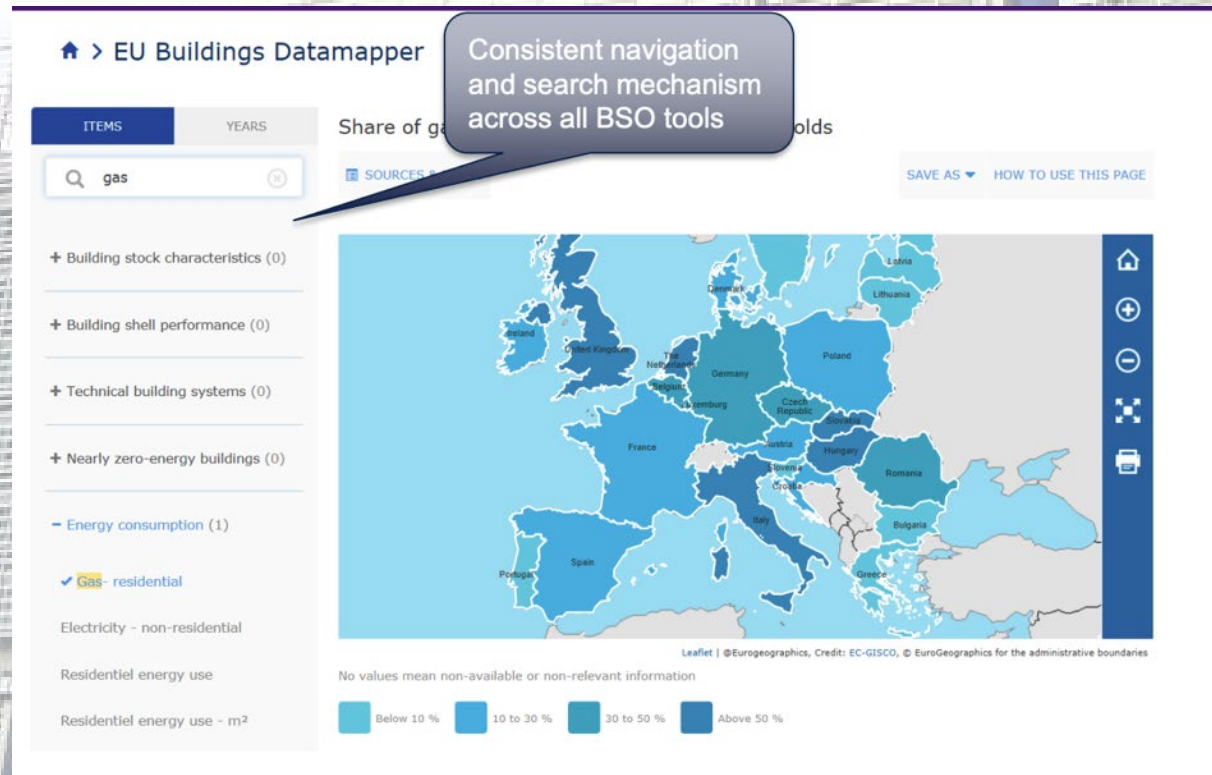 > EU Buildings Datamapper
Consistent navigation
and search mechanism
across all BSO tools
ITEMS
YEARS
gas
+ Building stock characteristics (0)
+ Building shell performance (0)
+ Technical building systems (0)
+ Nearly zero-energy buildings (0)
− Energy consumption (1)
✔ Gas- residential
Electricity - non-residential
Residentiel energy use
Residentiel energy use - m²
Share of
SOURCES
SAVE AS
HOW TO USE THIS PAGE
Latvia
Lithuania
Denmark
Ireland
United Kingdom
The
Netherlands
Poland
Germany
Belgium
Luxemburg
Czech
Republic
Slovakia
France
Austria
Hungary
Slovenia
Croatia
Romania
Italy
Bulgaria
Portugal
Spain
Greece
Leaflet | @Eurogeographics, Credit: EC-GISCO, © EuroGeographics for the administrative boundaries
No values mean non-available or non-relevant information
Below 10 %
10 to 30 %
30 to 50 %
Above 50 %